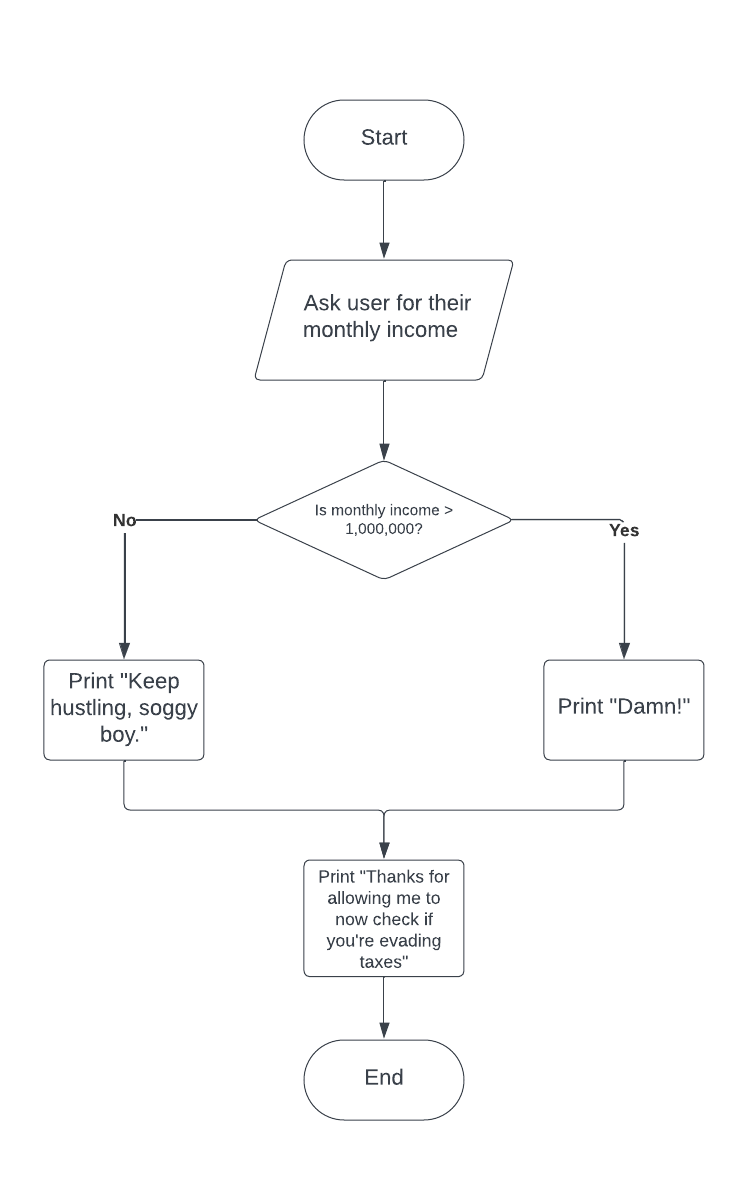 Start
Ask user for their
monthly income
Is monthly income >
1,000,000?
No
Yes
Print "Keep
hustling, soggy
boy."
Print "Damn!"
Print "Thanks for
allowing me to
now check if
you're evading
taxes"
End